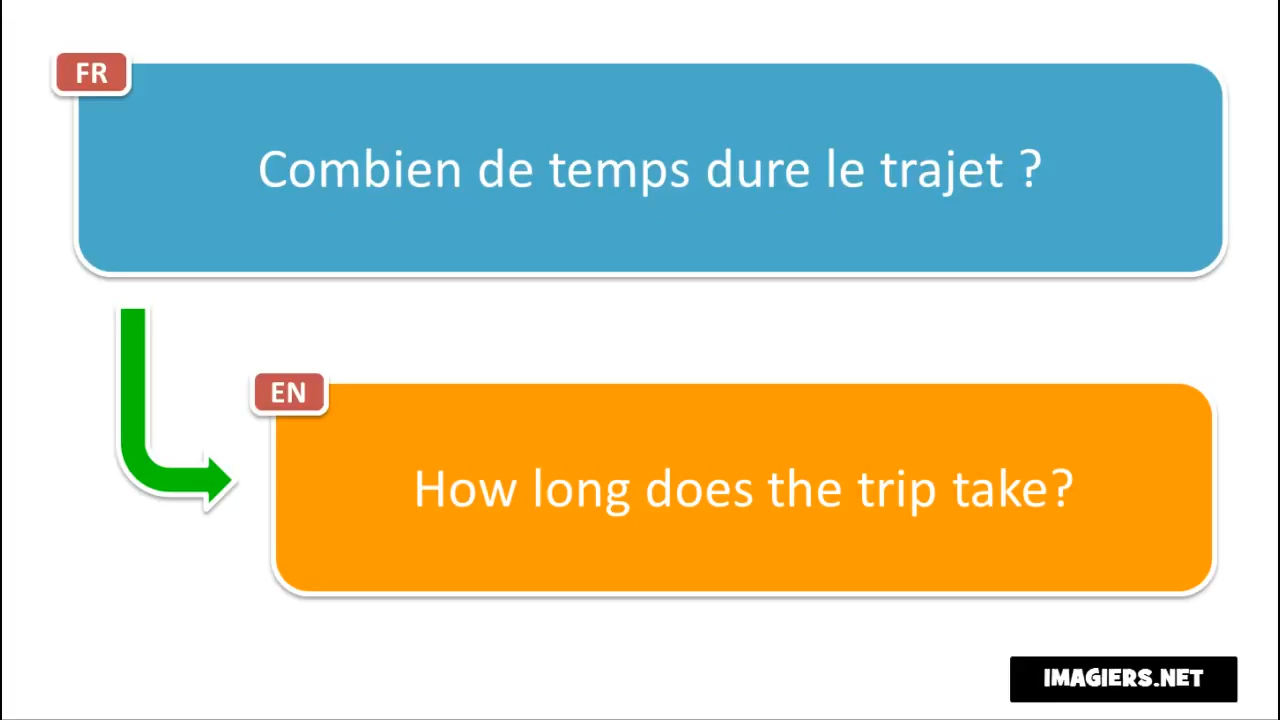 FR
Combien de temps dure le trajet ?
EN
How long does the trip take?
IMAGIERS.NET